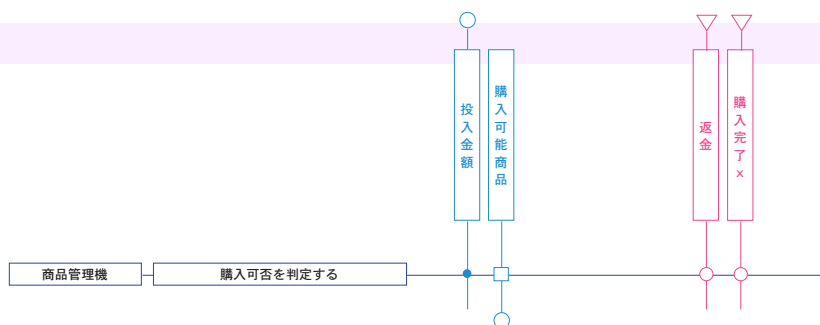 投入金額
購入可能商品
返金
購入完了×
商品管理機
購入可否を判定する